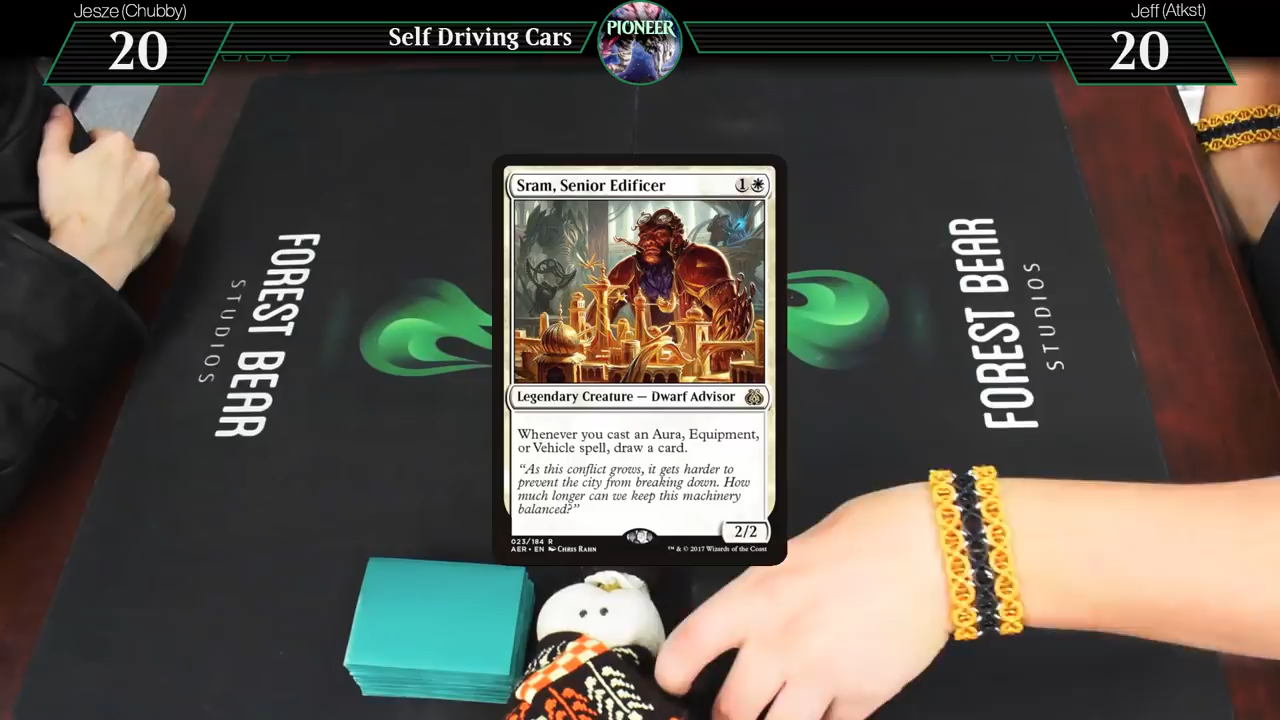 Jesze (Chubby)
Jeff (Atkst)
20
Self Driving Cars
PIONEER
20
Sram, Senior Edificer
1
Legendary Creature — Dwarf Advisor
Whenever you cast an Aura, Equipment,
or Vehicle spell, draw a card.
“As this conflict grows, it gets harder to
prevent the city from breaking down. How
much longer can we keep this machinery
balanced?”
2/2
023/184 R
AER • EN Chris Rahn
™ & © 2017 Wizards of the Coast
FOREST BEAR
STUDIOS
FOREST BEAR
STUDIOS